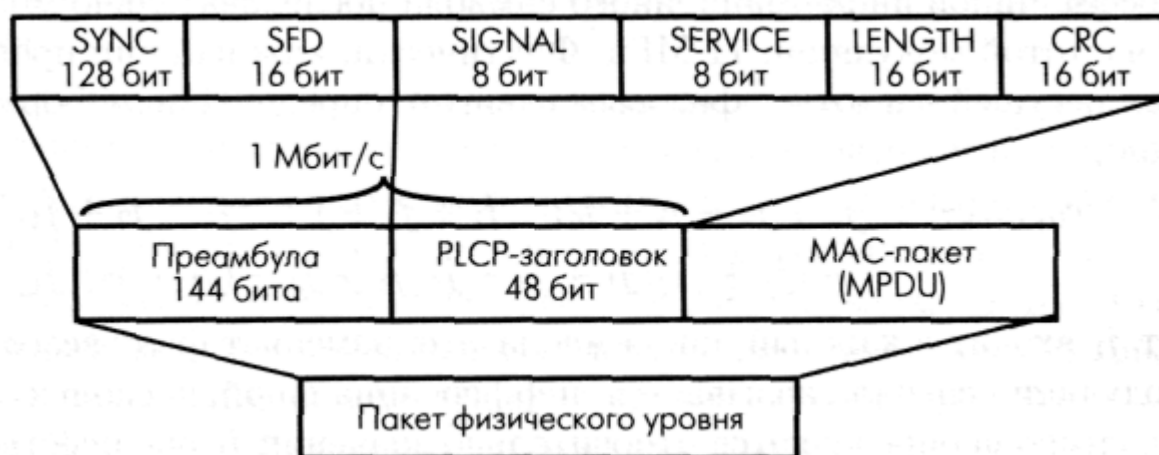 SYNC SFD SIGNAL SERVICE LENGTH CRC
128 бит 16 бит 8 бит 8 бит 16 бит 16 бит
1 Мбит/с
Преамбула PLCP-заголовок MAC-пакет
144 бита 48 бит (MPDU)
Пакет физического уровня